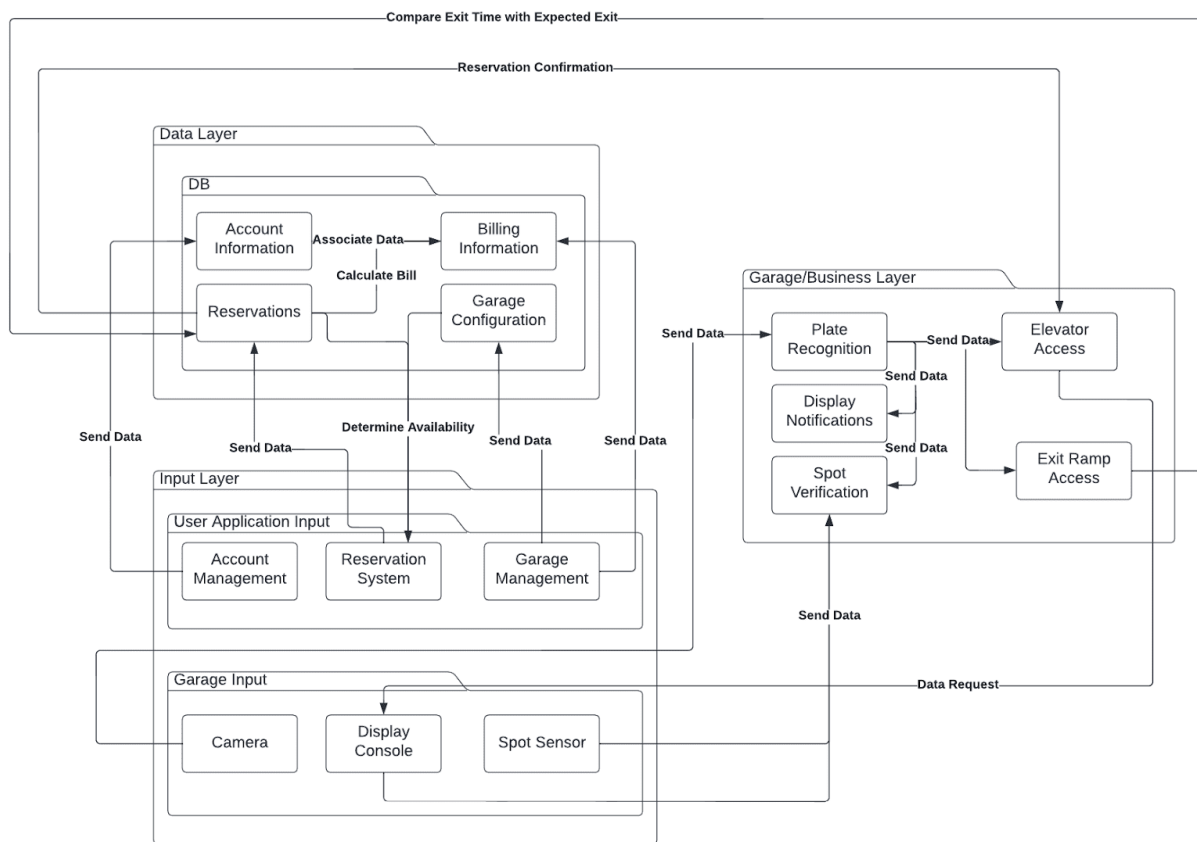 Compare Exit Time with Expected Exit
Reservation Confirmation
Data Layer
DB
Account
Information
Associate Data
Billing
Information
Calculate Bill
Reservations
Garage
Configuration
Garage/Business Layer
Send Data
Plate
Recognition
Send Data
Elevator
Access
Send Data
Display
Notifications
Send Data
Spot
Verification
Exit Ramp
Access
Send Data
Send Data
Determine Availability
Send Data
Send Data
Input Layer
User Application Input
Account
Management
Reservation
System
Garage
Management
Send Data
Garage Input
Data Request
Camera
Display
Console
Spot Sensor